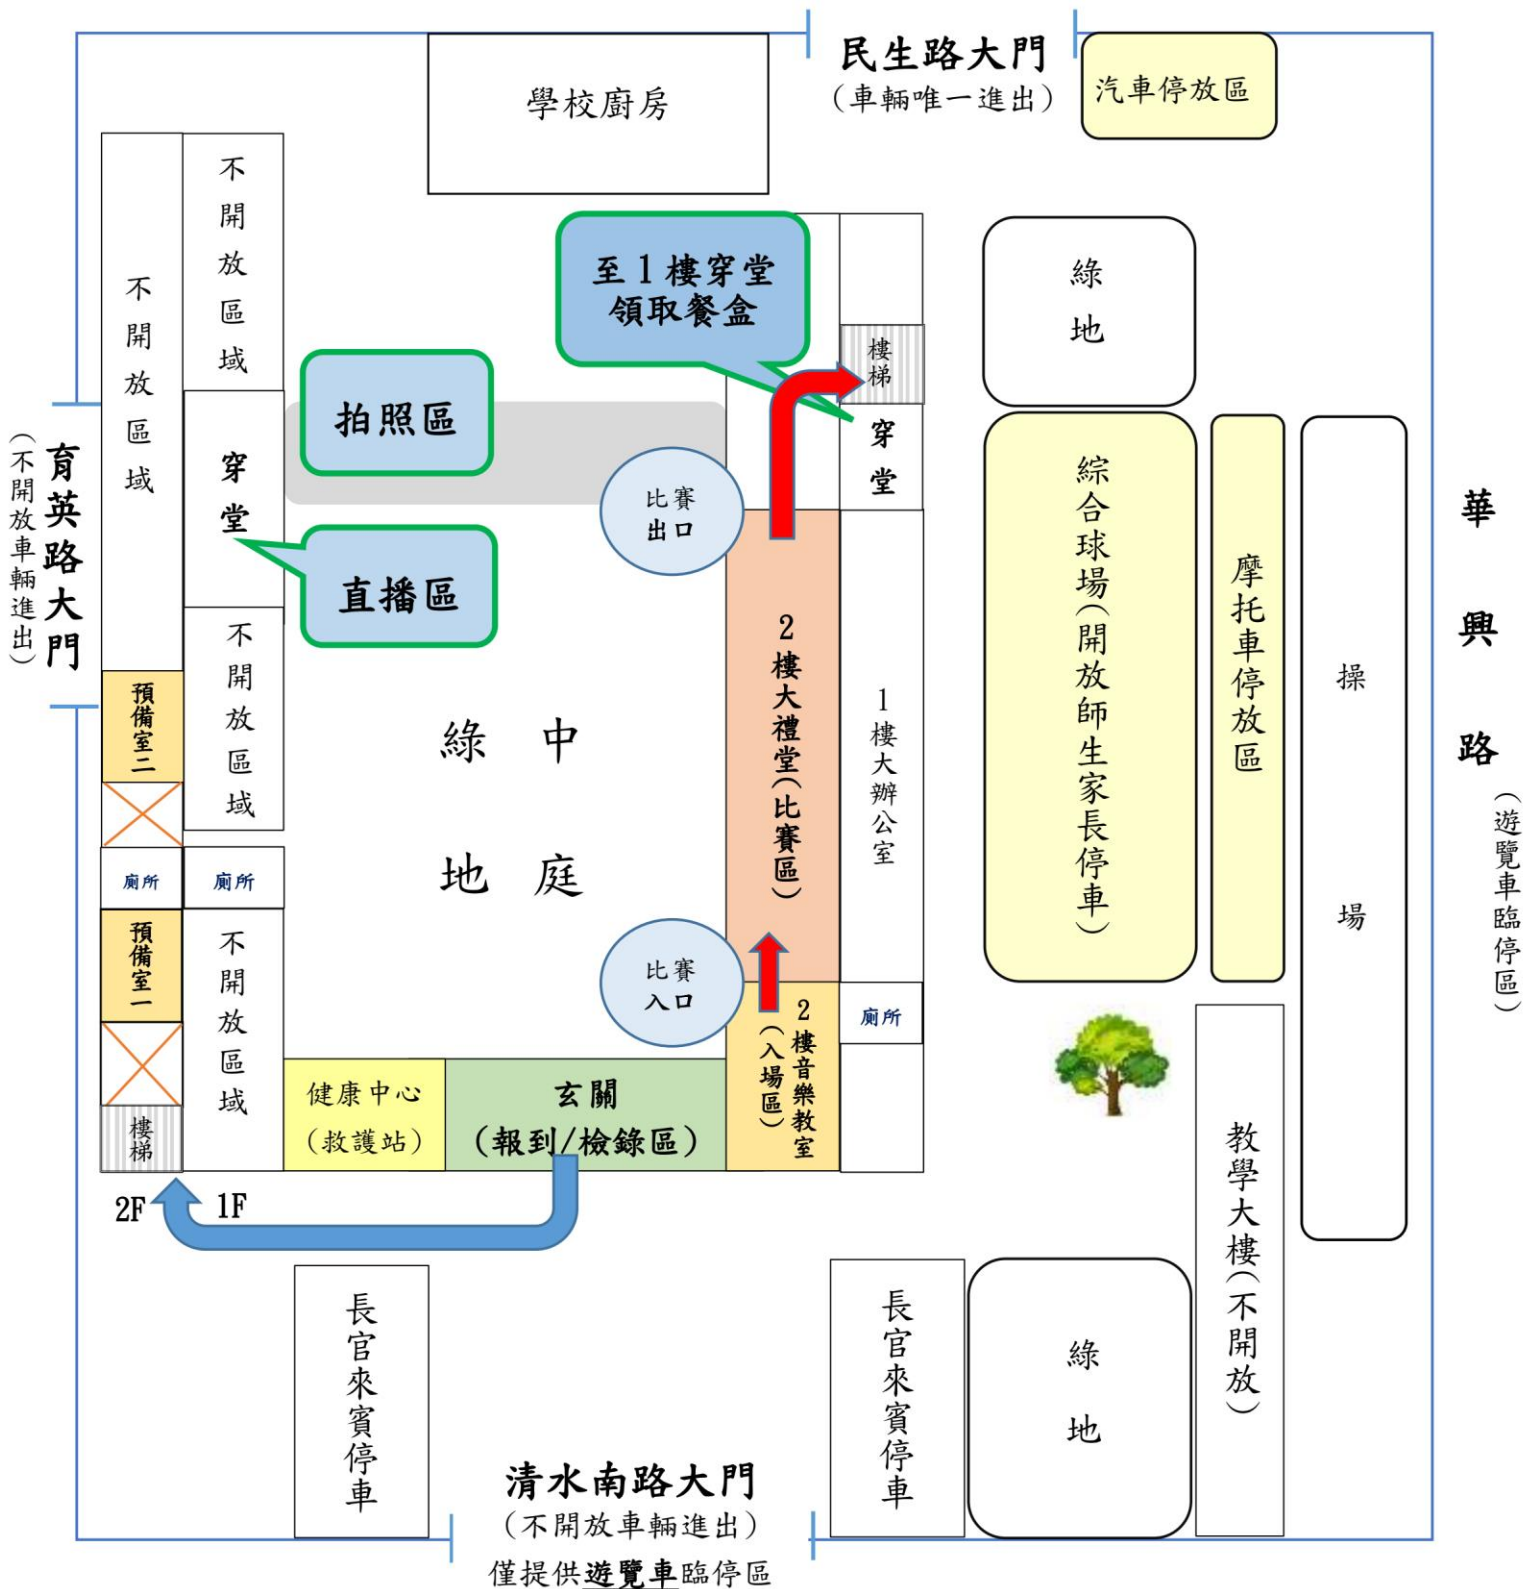 民生路大門
(車輛唯一進出)
汽車停放區
學校廚房
不開放區域
不開放區域
至1樓穿堂
領取餐盒
樓梯
穿堂
綠地
拍照區
穿堂
比賽
出口
直播區
育英路大門
(不開放車輛進出)
不開放區域
預備室二
廁所
廁所
預備室一
不開放區域
樓梯
2F
1F
中庭
綠地
2樓大禮堂(比賽區)
1樓大辦公室
綜合球場(開放師生家長停車)
摩托車停放區
操場
華興路
(遊覽車臨停區)
比賽
入口
2樓音樂教室
(入場區)
廁所
健康中心
(救護站)
玄關
(報到/檢錄區)
教學大樓(不開放)
長官來賓停車
長官來賓停車
綠地
清水南路大門
(不開放車輛進出)
僅提供遊覽車臨停區